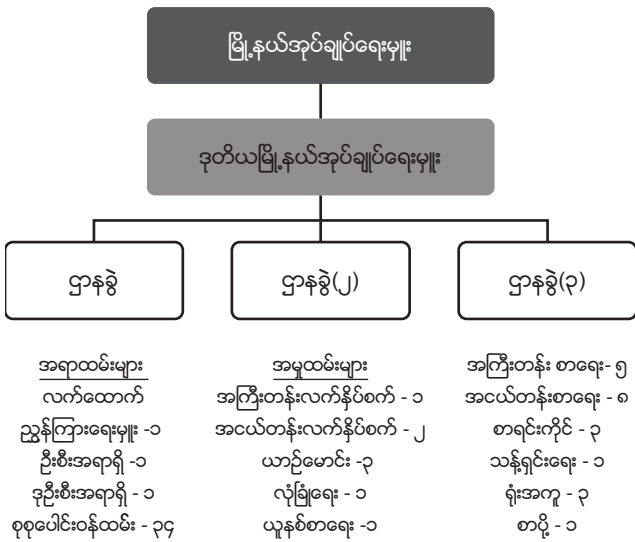 မြို့နယ်အုပ်ချုပ်ရေးမှူး
ဒုတိယမြို့နယ်အုပ်ချုပ်ရေးမှူး
ဌာနခွဲ
ဌာနခွဲ(၂)
ဌာနခွဲ(၃)
အရာထမ်းများ
လက်ထောက်
ညွှန်ကြားရေးမှူး -၁
ဦးစီးအရာရှိ -၁
ဒုဦးစီးအရာရှိ - ၁
စုစုပေါင်းဝန်ထမ်း - ၃၄
အမှုထမ်းများ
အကြီးတန်းလက်နှိပ်စက် - ၁
အငယ်တန်းလက်နှိပ်စက် - ၂
ယာဉ်မောင်း -၃
လုံခြုံရေး - ၁
ယူနစ်စာရေး -၁
အကြီးတန်း စာရေး- ၅
အငယ်တန်းစာရေး - ၈
စာရင်းကိုင် - ၃
သန့်ရှင်းရေး - ၁
ရုံးအကူ - ၃
စာပို့ - ၁